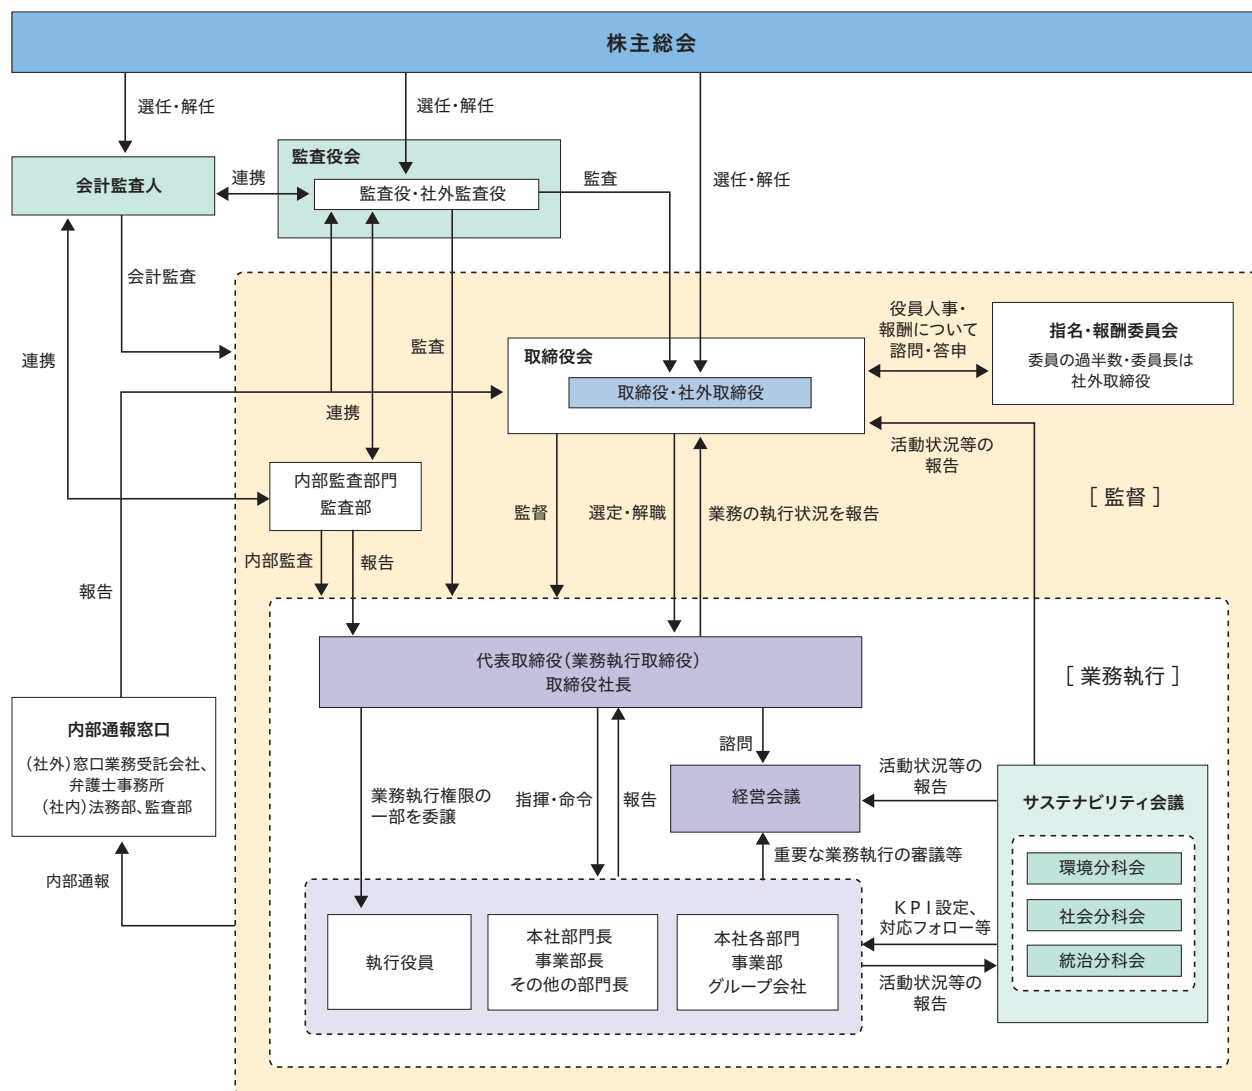 株主総会
選任・解任
選任・解任
選任・解任
監査役会
会計監査人
連携
監査役・社外監査役
監査
会計監査
連携
監査
連携
取締役会
取締役・社外取締役
役員人事・
報酬について
諮問・答申
指名・報酬委員会
委員の過半数・委員長は
社外取締役
活動状況等の
報告
［監督］
内部監査部門
監査部
内部監査
報告
監督
選定・解職
業務の執行状況を報告
報告
代表取締役（業務執行取締役）
取締役社長
［業務執行］
内部通報窓口
（社外）窓口業務受託会社、
弁護士事務所
（社内）法務部、監査部
内部通報
業務執行権限の
一部を委譲
指揮・命令
報告
諮問
経営会議
活動状況等の
報告
重要な業務執行の審議等
サステナビリティ会議
環境分科会
社会分科会
統治分科会
KPI設定、
対応フォロー等
活動状況等の
報告
執行役員
本社部門長
事業部長
その他の部門長
本社各部門
事業部
グループ会社